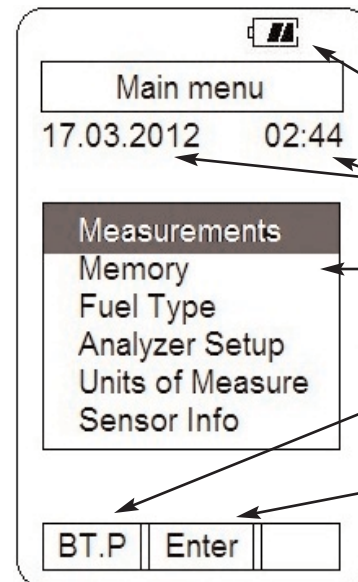 Main menu
17.03.2012 02:44
Measurements
Memory
Fuel Type
Analyzer Setup
Units of Measure
Sensor Info
BT.P Enter